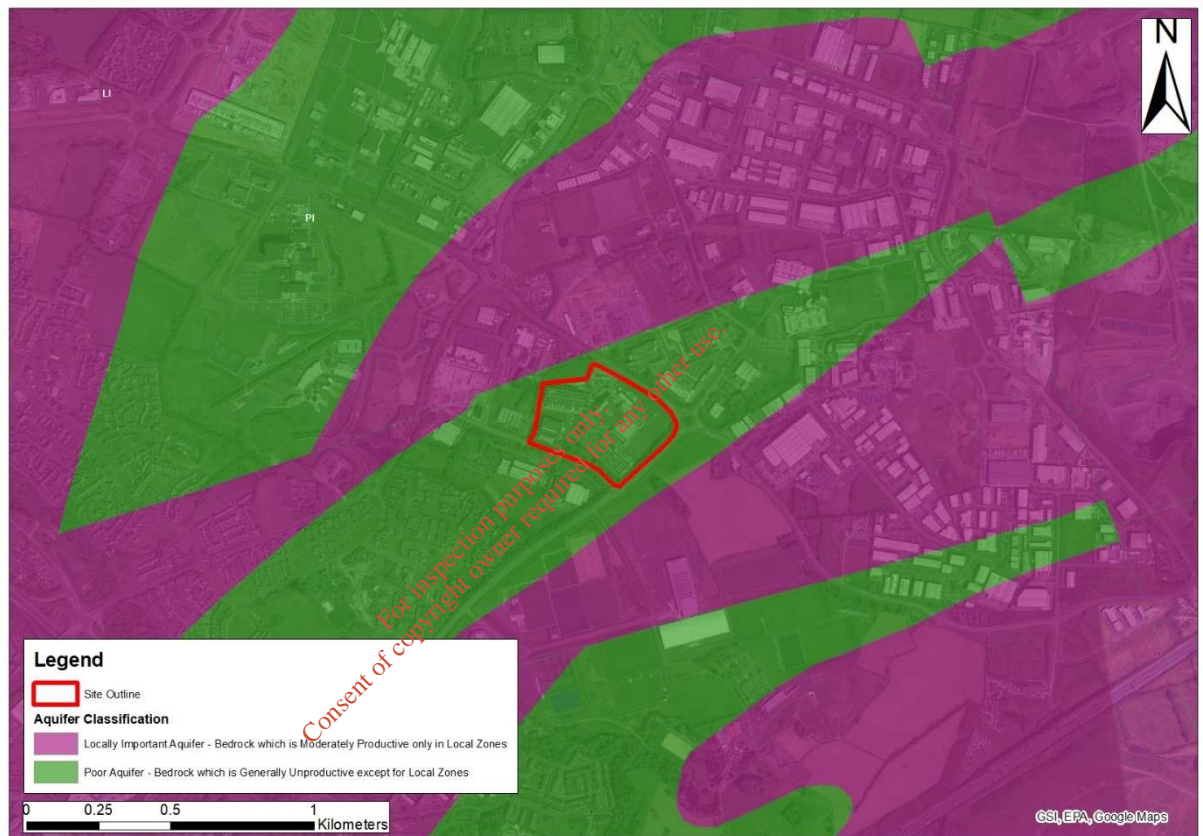 N
LI
PI
For inspection purposes only.
Consent of copyright owner required for any other use.
Legend
Site Outline
Aquifer Classification
Locally Important Aquifer - Bedrock which is Moderately Productive only in Local Zones
Poor Aquifer - Bedrock which is Generally Unproductive except for Local Zones
0 0.25 0.5 1
Kilometers
GSI, EPA, Google Maps